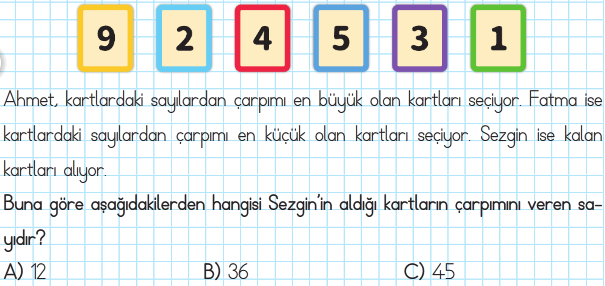 9 2 4 5 3 1
Ahmet, kartlardaki sayılardan çarpımı en büyük olan kartları seçiyor. Fatma ise
kartlardaki sayılardan çarpımı en küçük olan kartları seçiyor. Sezgin ise kalan
kartları alıyor.
Buna göre aşağıdakilerden hangisi Sezgin'in aldığı kartların çarpımını veren sa-
yıdır?
A) 12 B) 36 C) 45